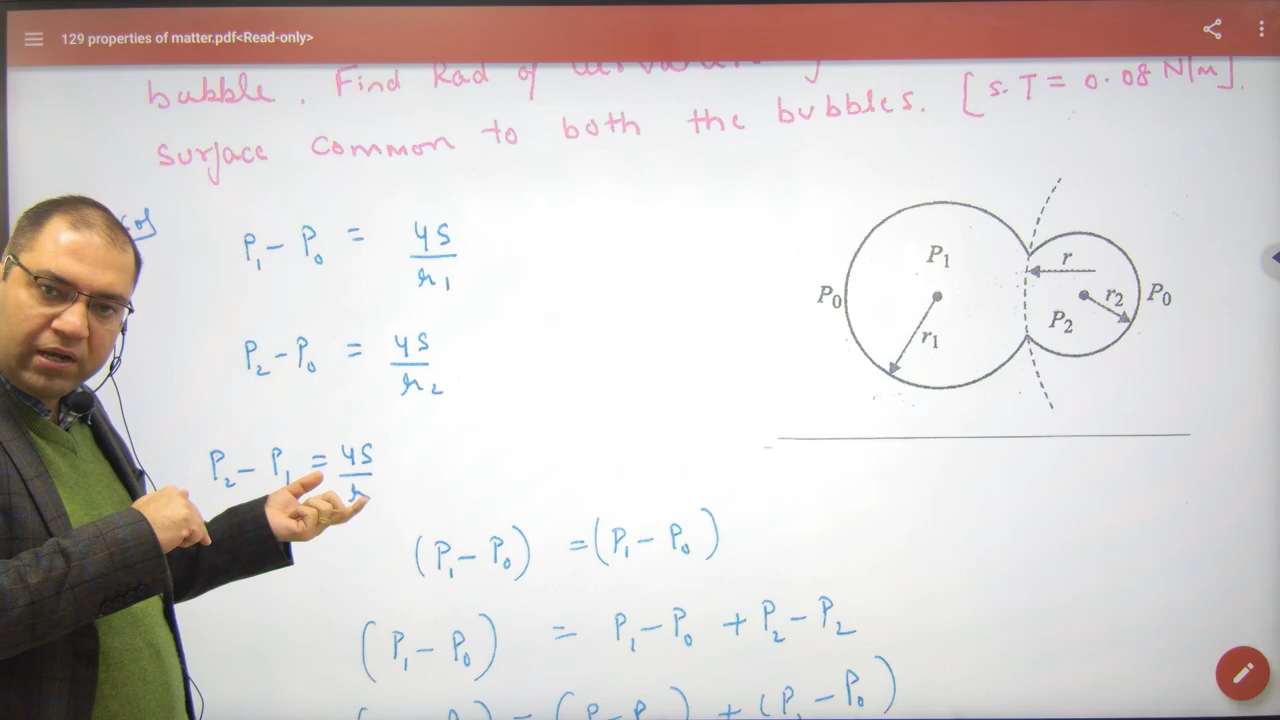 129 properties of matter.pdf<Read-only>
bubble. Find Rad of
surface common to both the bubbles. [S.T = 0.08 N/m].
P₁ - P₀ = 4S/r₁
P₂ - P₀ = 4S/r₂
P₂ - P₁ = 4S/r
(P₁ - P₀) = (P₁ - P₀)
(P₁ - P₀) = P₁ - P₀ + P₂ - P₂
P₀
P₁
r₁
r
r₂
P₂
P₀